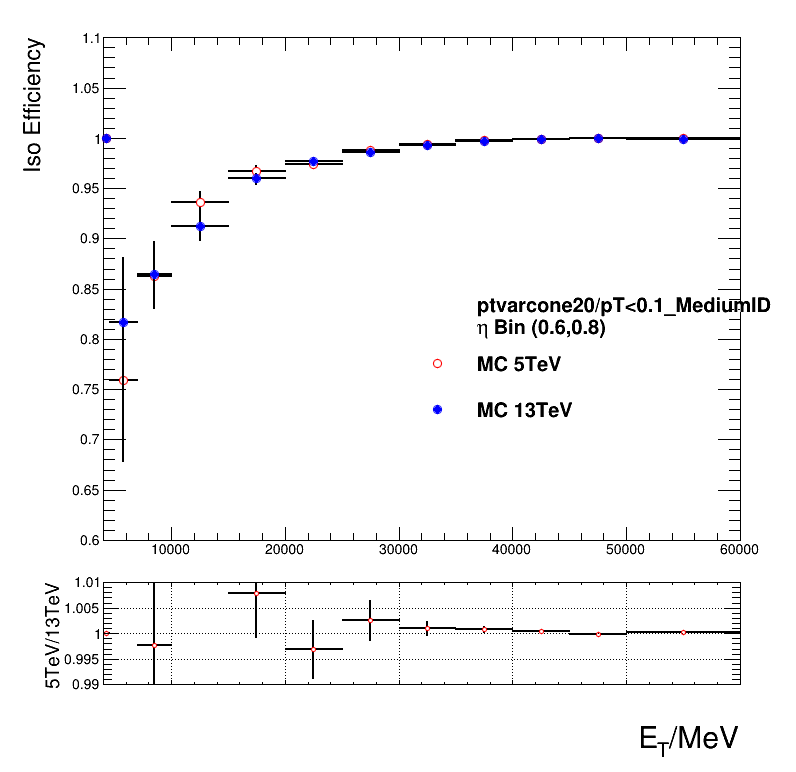 Iso Efficiency
1.1
1.05
1
0.95
0.9
0.85
0.8
0.75
0.7
0.65
0.6
ptvarcone20/pT<0.1_MediumID
η Bin (0.6,0.8)
MC 5TeV
MC 13TeV
10000 20000 30000 40000 50000 60000
5TeV/13TeV
1.01
1.005
1
0.995
0.99
E_T/MeV